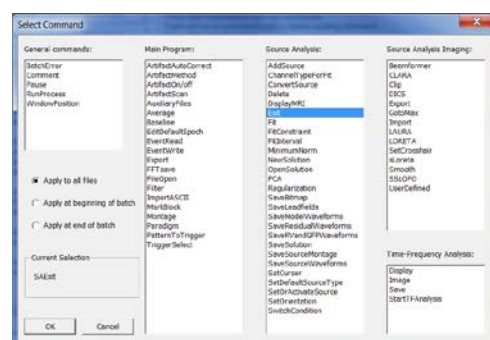 Select Command
General commands:
BatchError
Comment
Pause
RunProcess
WindowPosition
Apply to all files
Apply at beginning of batch
Apply at end of batch
Current Selection
SAExit
OK
Cancel
Main Program:
ArtifactAutoCorrect
ArtifactMethod
ArtifactOn/off
ArtifactScan
AuxiliaryFiles
Average
Baseline
EditDefaultEpoch
EventRead
EventWrite
Export
FFTsave
FileOpen
Filter
ImportASCII
MarkBlock
Montage
Paradigm
PatternToTrigger
TriggerSelect
Source Analysis:
AddSource
ChannelTypeForFit
ConvertSource
Delete
DisplayMRI
Exit
Fit
FitConstraint
FitInterval
MinimumNorm
NewSolution
OpenSolution
PCA
Regularization
SaveBitmap
SaveLeadfields
SaveModelWaveforms
SaveResidualWaveforms
SaveRVandGFPWaveforms
SaveSolution
SaveSourceMontage
SaveSourceWaveforms
SetCursor
SetDefaultSourceType
SetOrActivateSource
SetOrientation
SwitchCondition
Source Analysis Imaging:
Beamformer
CLARA
Clip
DICS
Export
GotoMax
Import
LAURA
LORETA
SetCrosshair
sLoreta
Smooth
SSLOFO
UserDefined
Time-Frequency Analysis:
Display
Image
Save
StartTFAnalysis